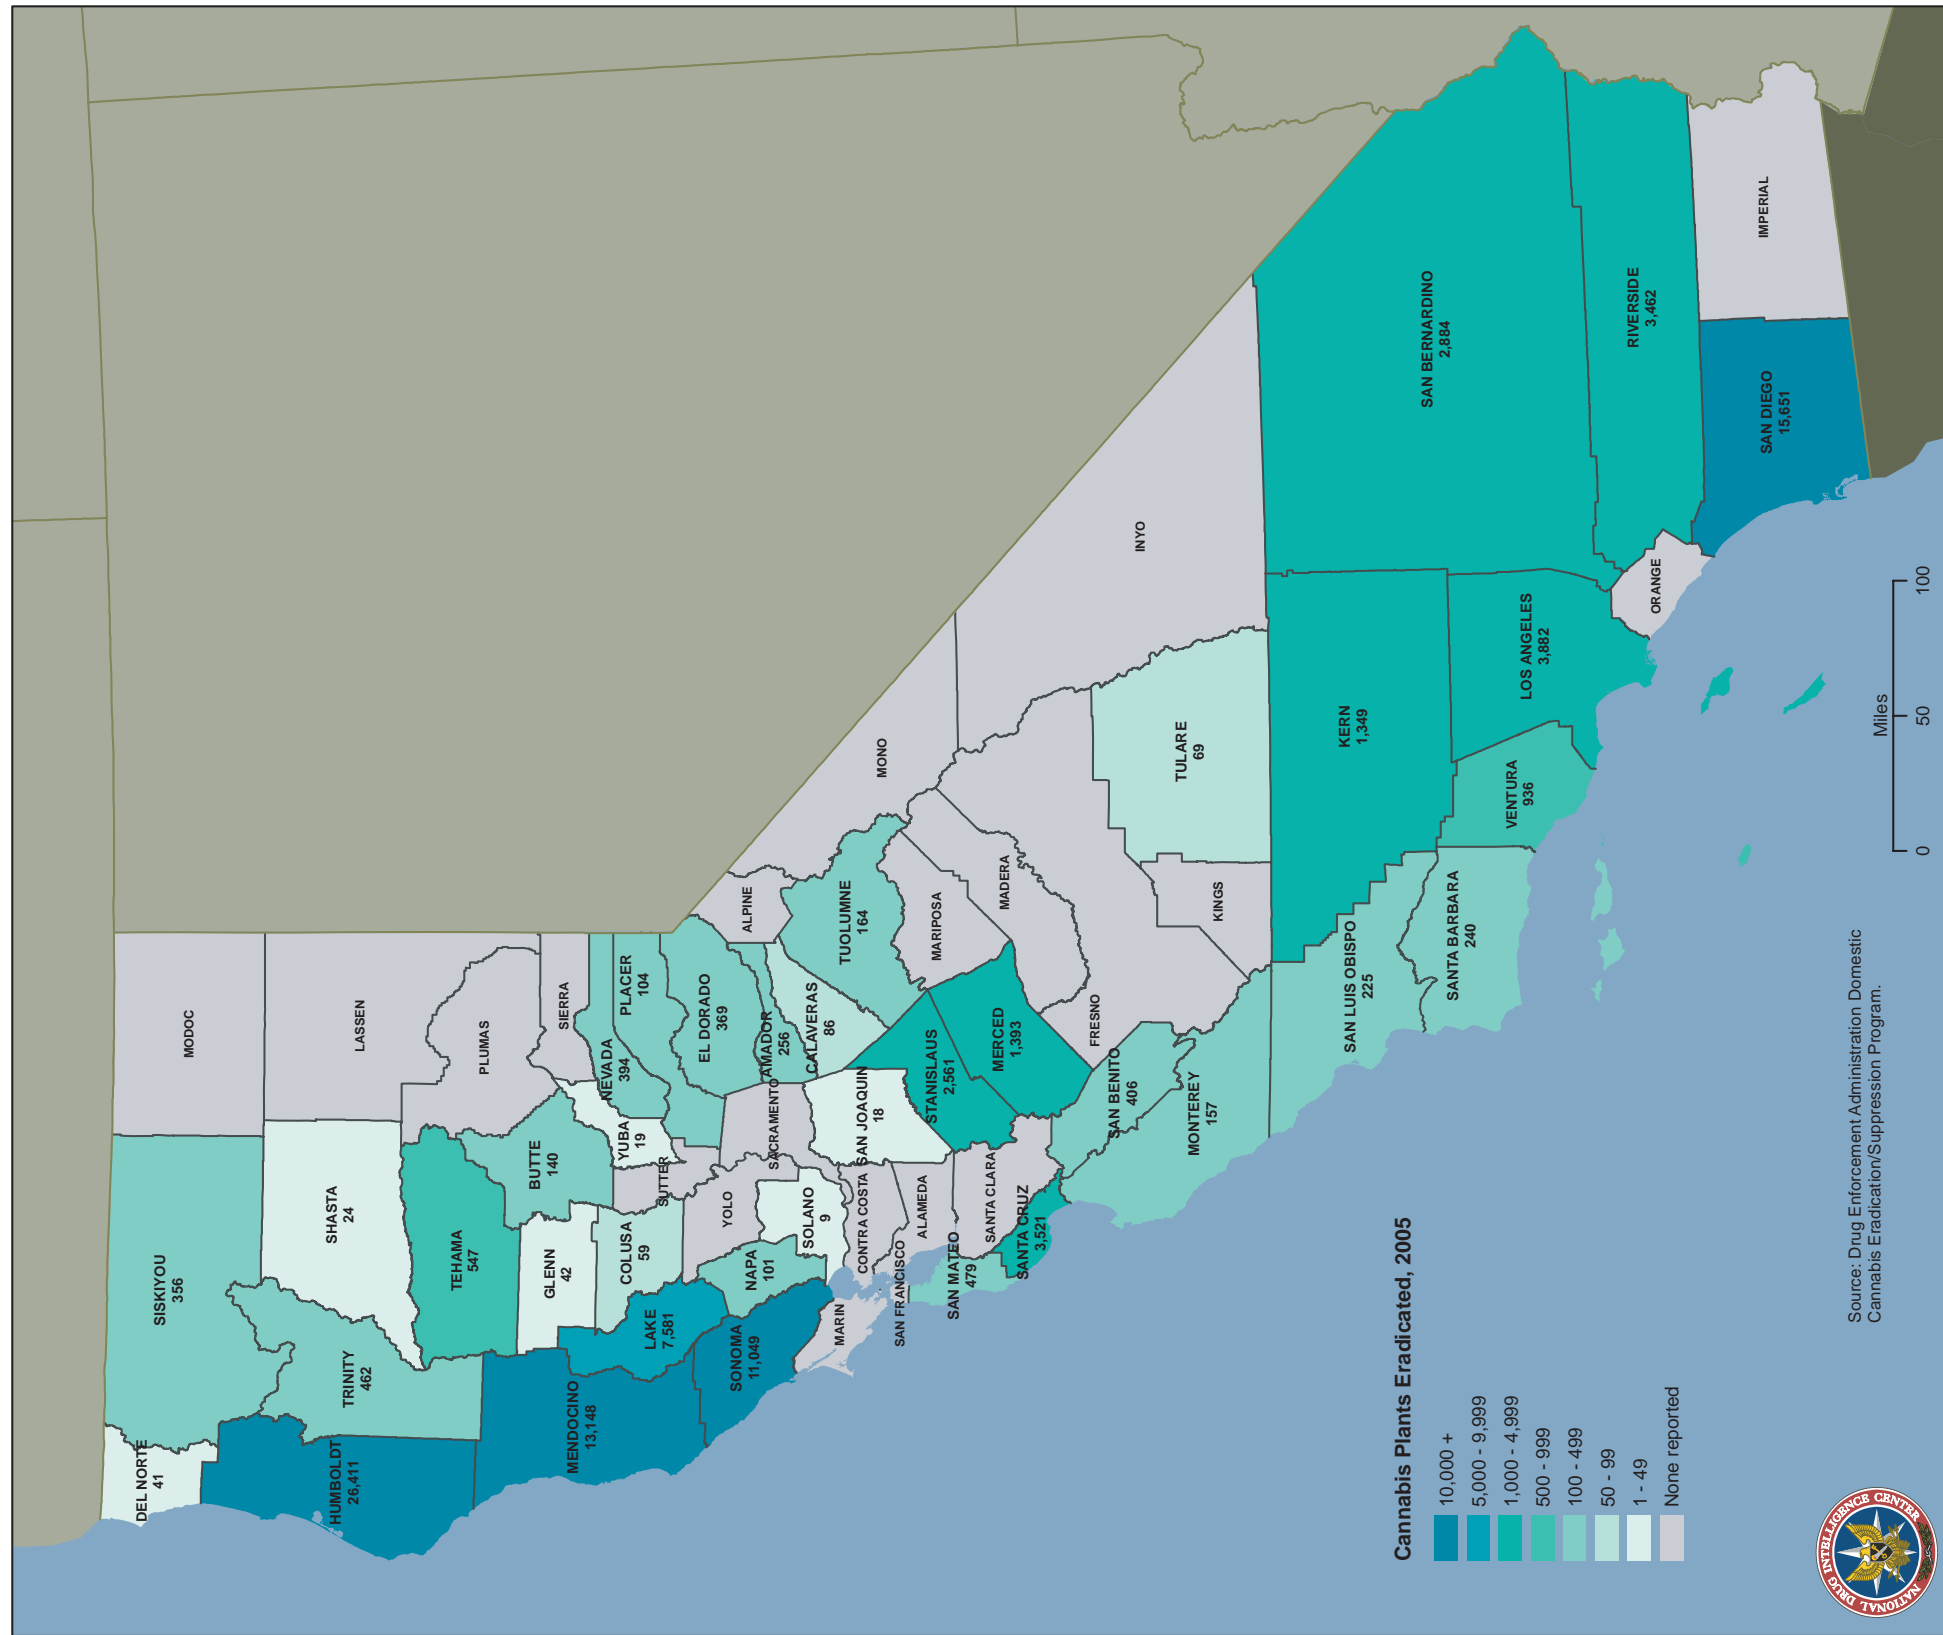 DEL NORTE
41
SISKIYOU
356
MODOC
HUMBOLDT
26,411
TRINITY
462
SHASTA
24
LASSEN
TEHAMA
547
PLUMAS
MENDOCINO
13,148
GLENN
42
BUTTE
140
SIERRA
LAKE
7,581
COLUSA
59
SUTTER
YUBA
19
NEVADA
394
PLACER
104
SONOMA
11,049
NAPA
101
YOLO
EL DORADO
369
SOLANO
9
SACRAMENTO
AMADOR
256
ALPINE
MARIN
CONTRA COSTA
SAN JOAQUIN
18
CALAVERAS
86
TUOLUMNE
164
MONO
SAN FRANCISCO
ALAMEDA
STANISLAUS
2,561
MARIPOSA
SAN MATEO
479
SANTA CLARA
SANTA CRUZ
3,521
MERCED
1,393
MADERA
FRESNO
SAN BENITO
406
MONTEREY
157
KINGS
TULARE
69
INYO
SAN LUIS OBISPO
225
KERN
1,349
SAN BERNARDINO
2,884
SANTA BARBARA
240
VENTURA
936
LOS ANGELES
3,882
ORANGE
RIVERSIDE
3,462
SAN DIEGO
15,651
IMPERIAL
Cannabis Plants Eradicated, 2005
10,000 +
5,000 - 9,999
1,000 - 4,999
500 - 999
100 - 499
50 - 99
1 - 49
None reported
Miles
0 50 100
Source: Drug Enforcement Administration Domestic
Cannabis Eradication/Suppression Program.
NATIONAL DRUG INTELLIGENCE CENTER